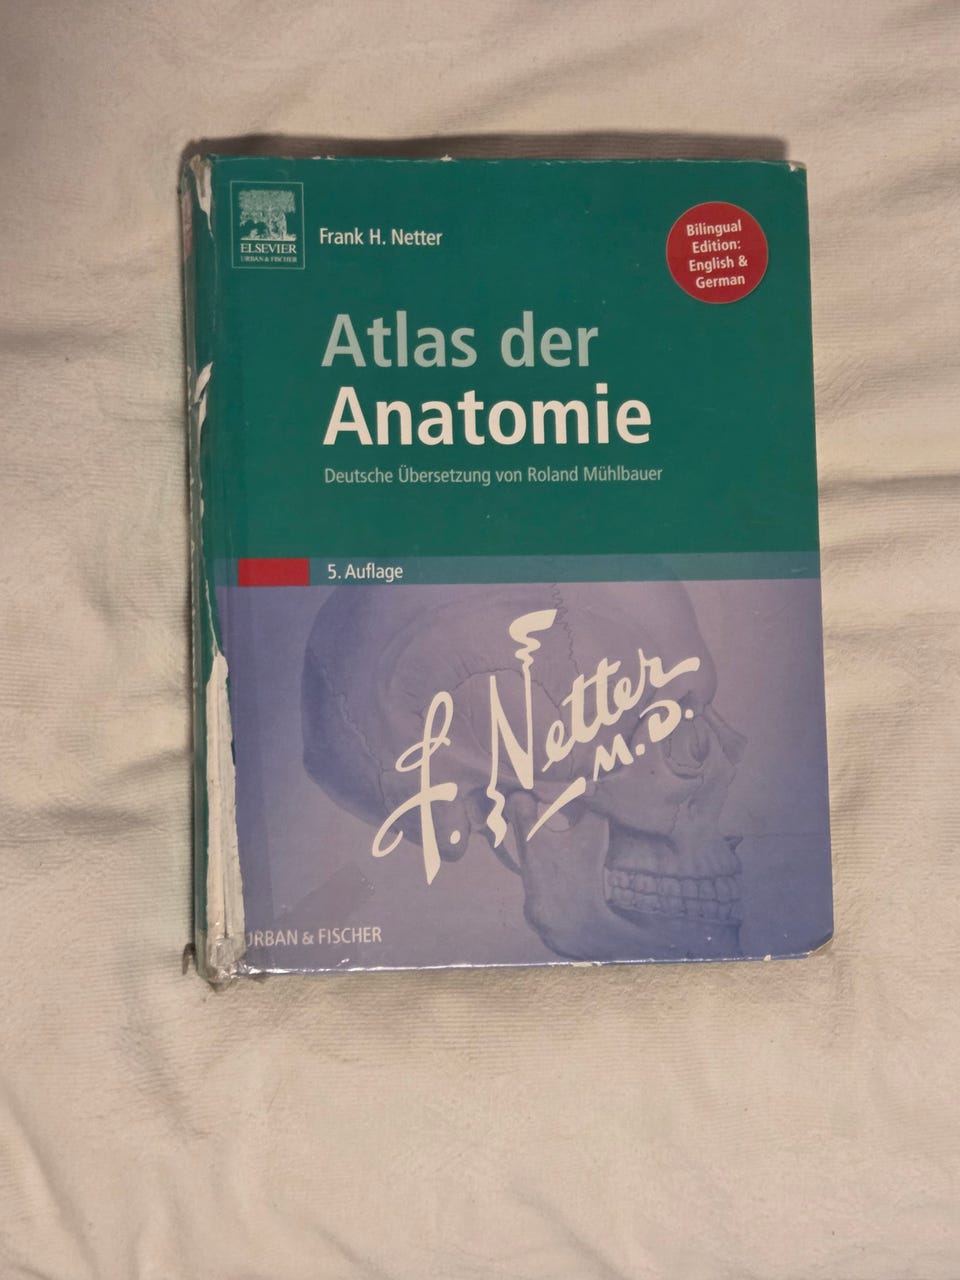 ELSEVIER
URBAN & FISCHER
Frank H. Netter
Bilingual
Edition:
English &
German
Atlas der
Anatomie
Deutsche Übersetzung von Roland Mühlbauer
5. Auflage
f. Netter
M.D.
URBAN & FISCHER